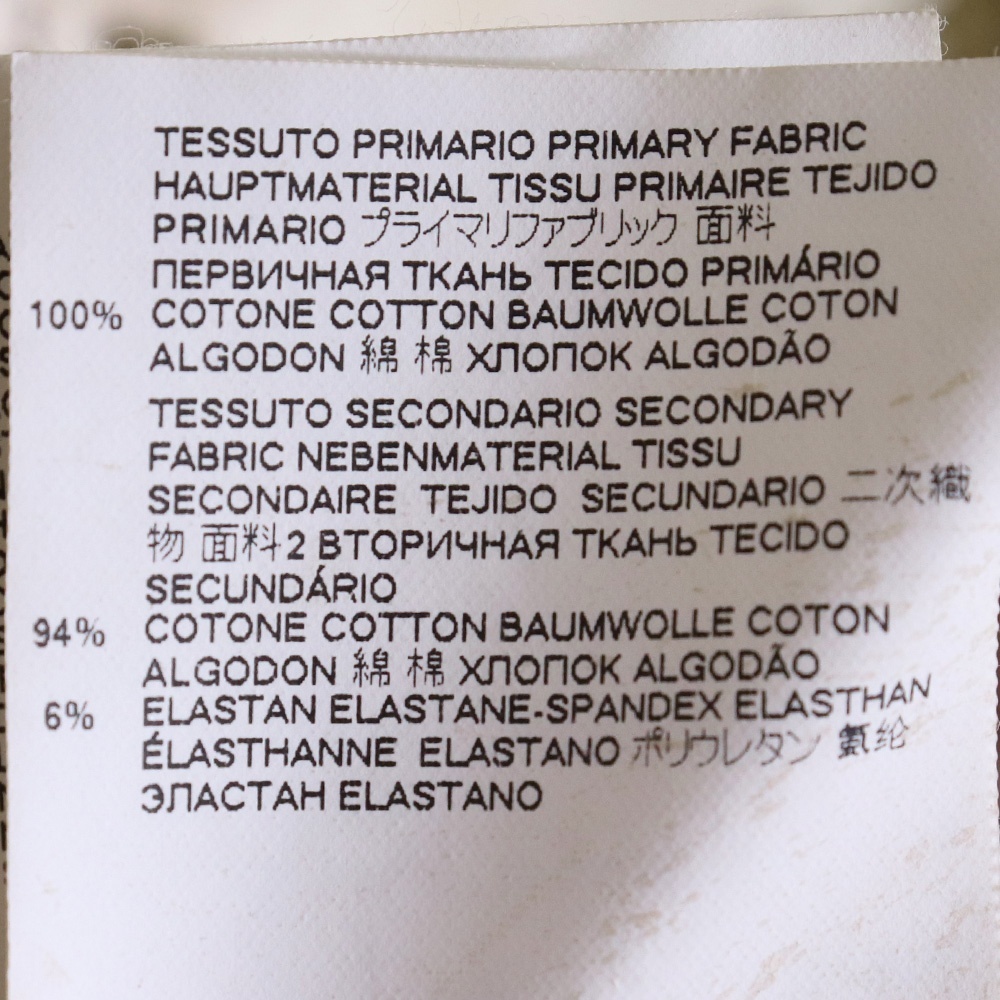 TESSUTO PRIMARIO PRIMARY FABRIC
HAUPTMATERIAL TISSU PRIMAIRE TEJIDO
PRIMARIO プライマリファブリック 面料
ПЕРВИЧНАЯ ТКАНЬ TECIDO PRIMÁRIO
100% COTONE COTTON BAUMWOLLE COTON
ALGODON 綿 棉 ХЛОПОК ALGODÃO
TESSUTO SECONDARIO SECONDARY
FABRIC NEBENMATERIAL TISSU
SECONDAIRE TEJIDO SECUNDARIO 二次織
物 面料2 ВТОРИЧНАЯ ТКАНЬ TECIDO
SECUNDÁRIO
94% COTONE COTTON BAUMWOLLE COTON
ALGODON 綿 棉 ХЛОПОК ALGODÃO
6% ELASTAN ELASTANE-SPANDEX ELASTHAN
ÉLASTHANNE ELASTANO ポリウレタン 氨纶
ЭЛАСТАН ELASTANO